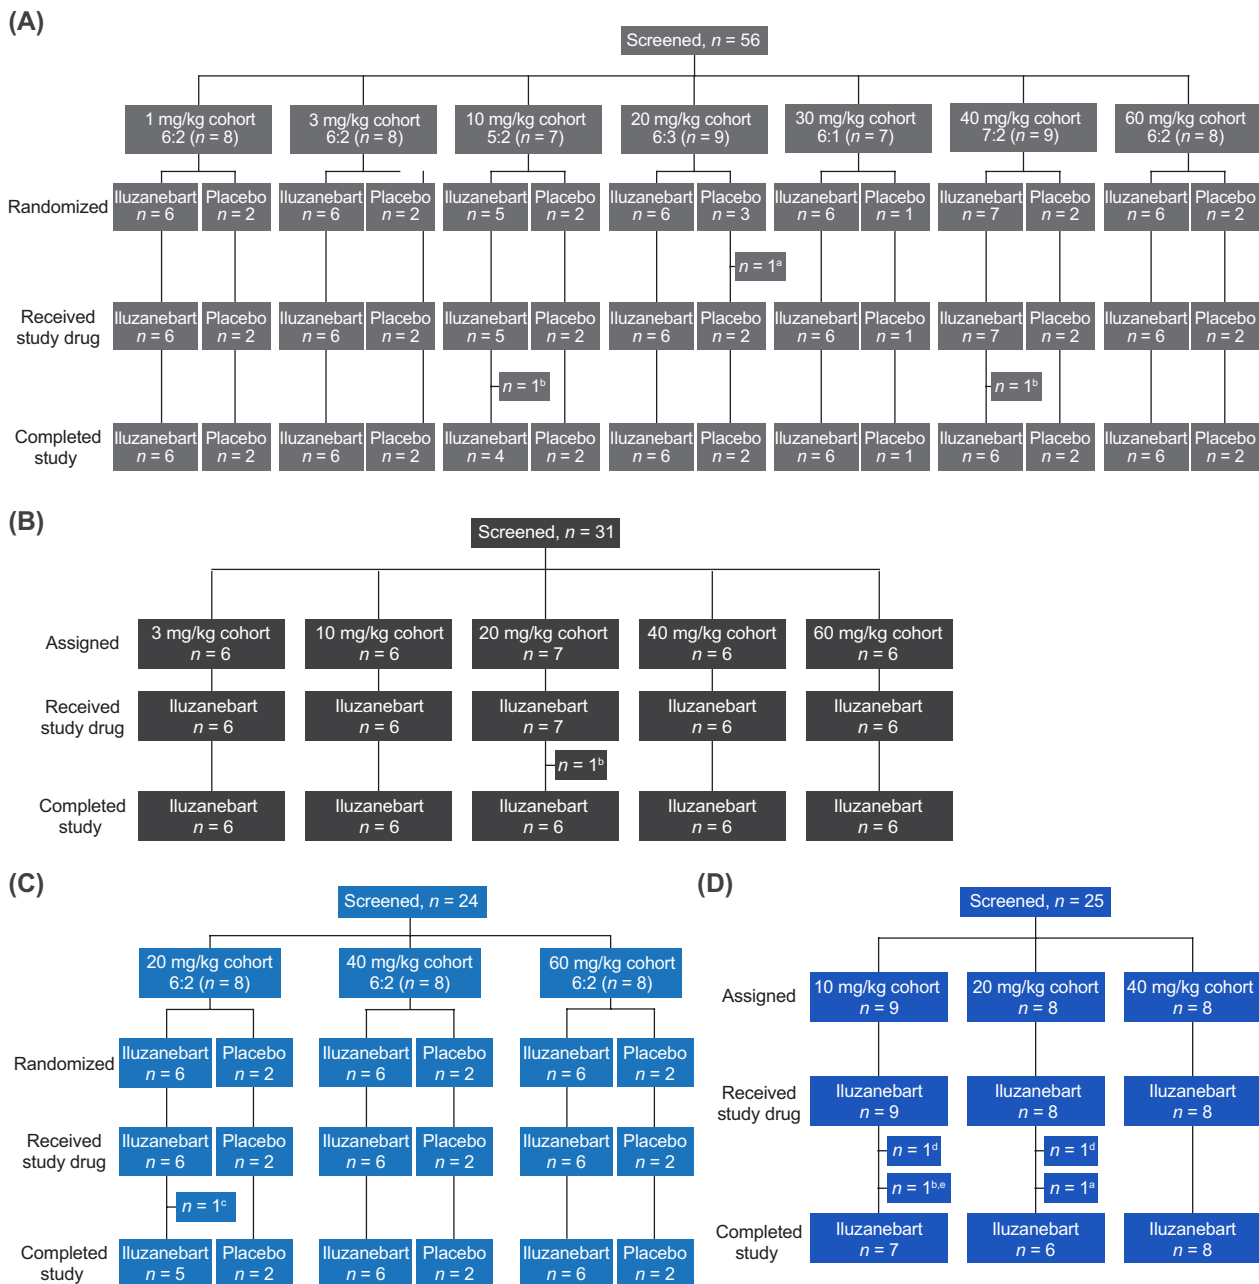 (A)
Screened, n = 56
1 mg/kg cohort
6:2 (n = 8)
3 mg/kg cohort
6:2 (n = 8)
10 mg/kg cohort
5:2 (n = 7)
20 mg/kg cohort
6:3 (n = 9)
30 mg/kg cohort
6:1 (n = 7)
40 mg/kg cohort
7:2 (n = 9)
60 mg/kg cohort
6:2 (n = 8)
Randomized
Iluzanebart
n = 6
Placebo
n = 2
Iluzanebart
n = 6
Placebo
n = 2
Iluzanebart
n = 5
Placebo
n = 2
Iluzanebart
n = 6
Placebo
n = 3
Iluzanebart
n = 6
Placebo
n = 1
Iluzanebart
n = 7
Placebo
n = 2
Iluzanebart
n = 6
Placebo
n = 2
n = 1a
Received
study drug
Iluzanebart
n = 6
Placebo
n = 2
Iluzanebart
n = 6
Placebo
n = 2
Iluzanebart
n = 5
Placebo
n = 2
Iluzanebart
n = 6
Placebo
n = 2
Iluzanebart
n = 6
Placebo
n = 1
Iluzanebart
n = 7
Placebo
n = 2
Iluzanebart
n = 6
Placebo
n = 2
n = 1b
n = 1b
Completed
study
Iluzanebart
n = 6
Placebo
n = 2
Iluzanebart
n = 6
Placebo
n = 2
Iluzanebart
n = 4
Placebo
n = 2
Iluzanebart
n = 6
Placebo
n = 2
Iluzanebart
n = 6
Placebo
n = 1
Iluzanebart
n = 6
Placebo
n = 2
Iluzanebart
n = 6
Placebo
n = 2
(B)
Screened, n = 31
Assigned
3 mg/kg cohort
n = 6
10 mg/kg cohort
n = 6
20 mg/kg cohort
n = 7
40 mg/kg cohort
n = 6
60 mg/kg cohort
n = 6
Received
study drug
Iluzanebart
n = 6
Iluzanebart
n = 6
Iluzanebart
n = 7
Iluzanebart
n = 6
Iluzanebart
n = 6
n = 1b
Completed
study
Iluzanebart
n = 6
Iluzanebart
n = 6
Iluzanebart
n = 6
Iluzanebart
n = 6
Iluzanebart
n = 6
(C)
Screened, n = 24
20 mg/kg cohort
6:2 (n = 8)
40 mg/kg cohort
6:2 (n = 8)
60 mg/kg cohort
6:2 (n = 8)
Randomized
Iluzanebart
n = 6
Placebo
n = 2
Iluzanebart
n = 6
Placebo
n = 2
Iluzanebart
n = 6
Placebo
n = 2
Received
study drug
Iluzanebart
n = 6
Placebo
n = 2
Iluzanebart
n = 6
Placebo
n = 2
Iluzanebart
n = 6
Placebo
n = 2
n = 1c
Completed
study
Iluzanebart
n = 5
Placebo
n = 2
Iluzanebart
n = 6
Placebo
n = 2
Iluzanebart
n = 6
Placebo
n = 2
(D)
Screened, n = 25
Assigned
10 mg/kg cohort
n = 9
20 mg/kg cohort
n = 8
40 mg/kg cohort
n = 8
Received
study drug
Iluzanebart
n = 9
Iluzanebart
n = 8
Iluzanebart
n = 8
n = 1d
n = 1d
n = 1b,e
n = 1a
Completed
study
Iluzanebart
n = 7
Iluzanebart
n = 6
Iluzanebart
n = 8